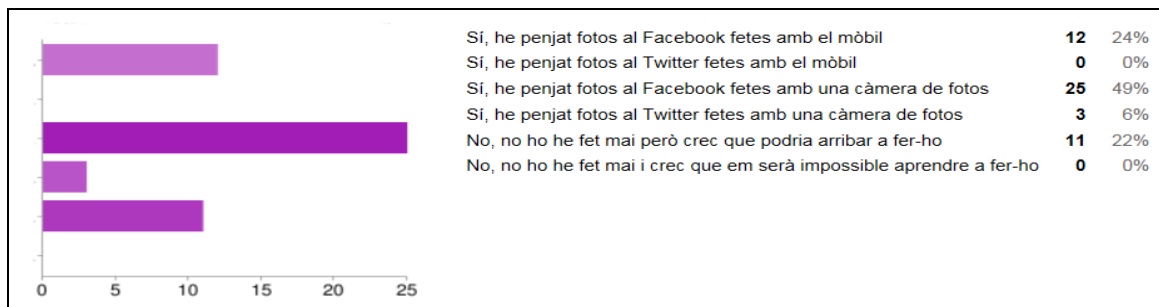 Sí, he penjat fotos al Facebook fetes amb el mòbil 12 24%
Sí, he penjat fotos al Twitter fetes amb el mòbil 0 0%
Sí, he penjat fotos al Facebook fetes amb una càmera de fotos 25 49%
Sí, he penjat fotos al Twitter fetes amb una càmera de fotos 3 6%
No, no ho he fet mai però crec que podria arribar a fer-ho 11 22%
No, no ho he fet mai i crec que em serà impossible aprendre a fer-ho 0 0%
0 5 10 15 20 25